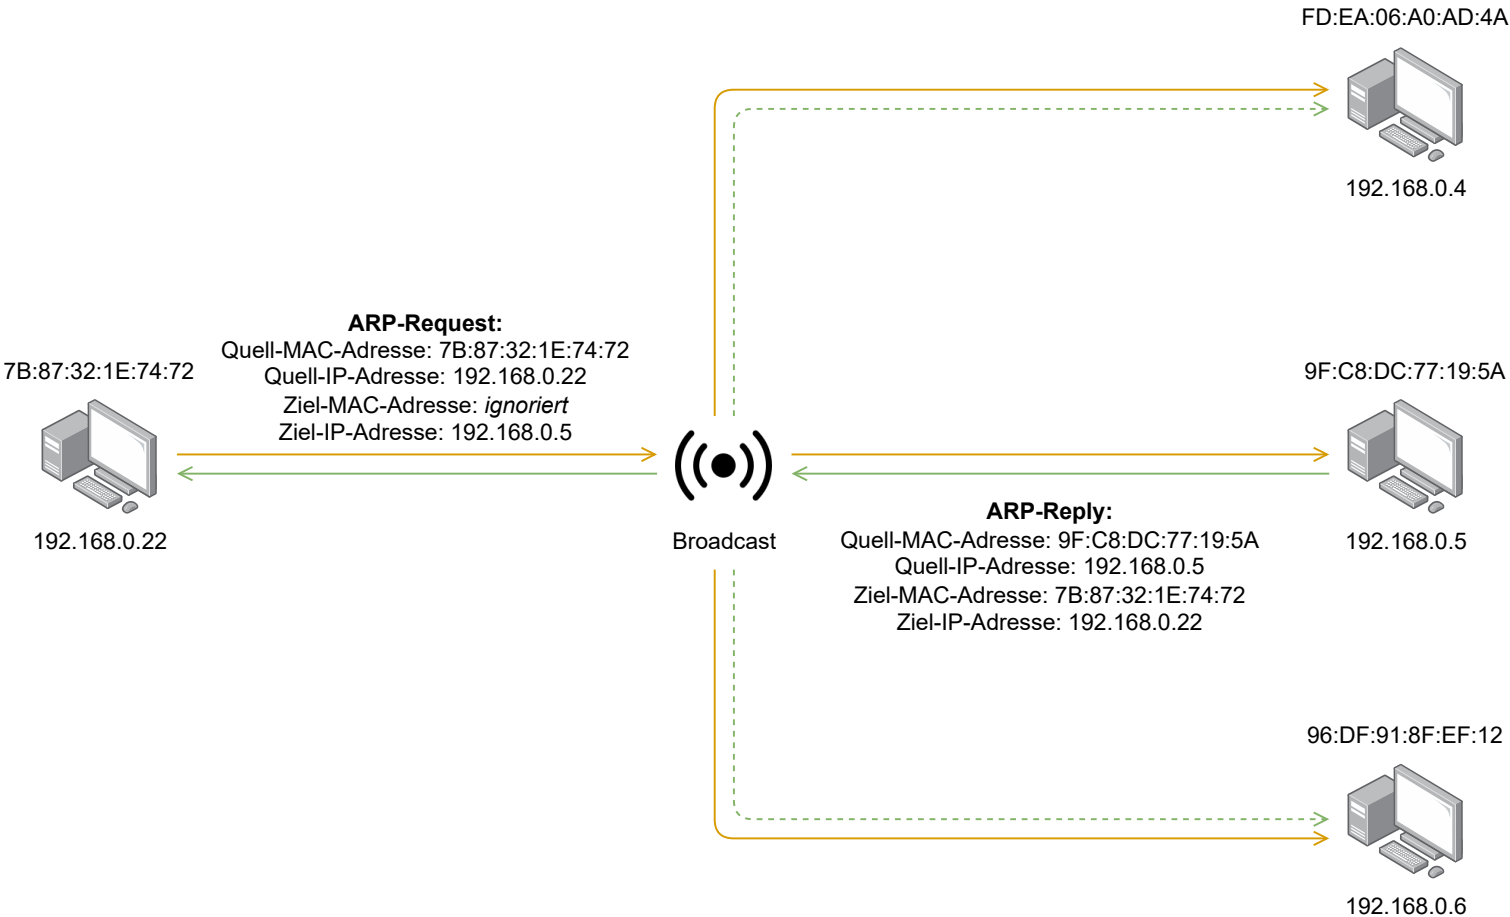 FD:EA:06:A0:AD:4A
192.168.0.4
ARP-Request:
Quell-MAC-Adresse: 7B:87:32:1E:74:72
Quell-IP-Adresse: 192.168.0.22
Ziel-MAC-Adresse: ignoriert
Ziel-IP-Adresse: 192.168.0.5
7B:87:32:1E:74:72
192.168.0.22
Broadcast
9F:C8:DC:77:19:5A
192.168.0.5
ARP-Reply:
Quell-MAC-Adresse: 9F:C8:DC:77:19:5A
Quell-IP-Adresse: 192.168.0.5
Ziel-MAC-Adresse: 7B:87:32:1E:74:72
Ziel-IP-Adresse: 192.168.0.22
96:DF:91:8F:EF:12
192.168.0.6